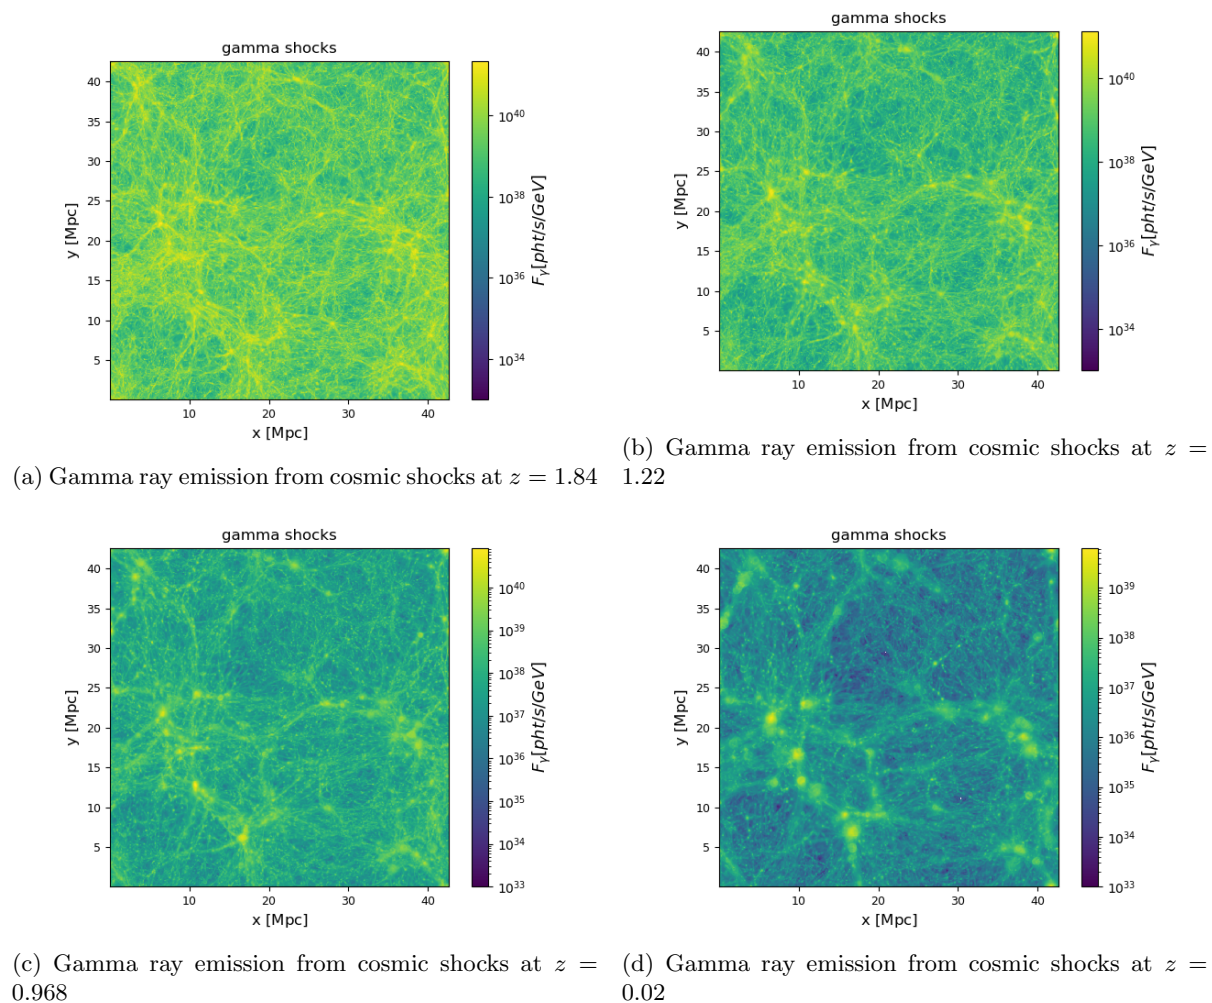 gamma shocks
40
35
30
25
20
15
10
5
y [Mpc]
10 20 30 40
x [Mpc]
10^40
10^38
10^36
10^34
F_γ[pht/s/GeV]
(a) Gamma ray emission from cosmic shocks at z = 1.84
gamma shocks
40
35
30
25
20
15
10
5
y [Mpc]
10 20 30 40
x [Mpc]
10^40
10^38
10^36
10^34
F_γ[pht/s/GeV]
(b) Gamma ray emission from cosmic shocks at z =
1.22
gamma shocks
40
35
30
25
20
15
10
5
y [Mpc]
10 20 30 40
x [Mpc]
10^40
10^39
10^38
10^37
10^36
10^35
10^34
10^33
F_γ[pht/s/GeV]
(c) Gamma ray emission from cosmic shocks at z =
0.968
gamma shocks
40
35
30
25
20
15
10
5
y [Mpc]
10 20 30 40
x [Mpc]
10^39
10^38
10^37
10^36
10^35
10^34
10^33
F_γ[pht/s/GeV]
(d) Gamma ray emission from cosmic shocks at z =
0.02